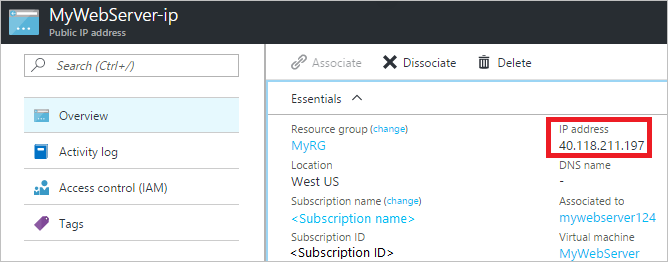 MyWebServer-ip
Public IP address
Search (Ctrl+/)
Overview
Activity log
Access control (IAM)
Tags
Associate
Dissociate
Delete
Essentials
Resource group (change)
MyRG
Location
West US
Subscription name (change)
<Subscription name>
Subscription ID
<Subscription ID>
IP address
40.118.211.197
DNS name
-
Associated to
mywebserver124
Virtual machine
MyWebServer